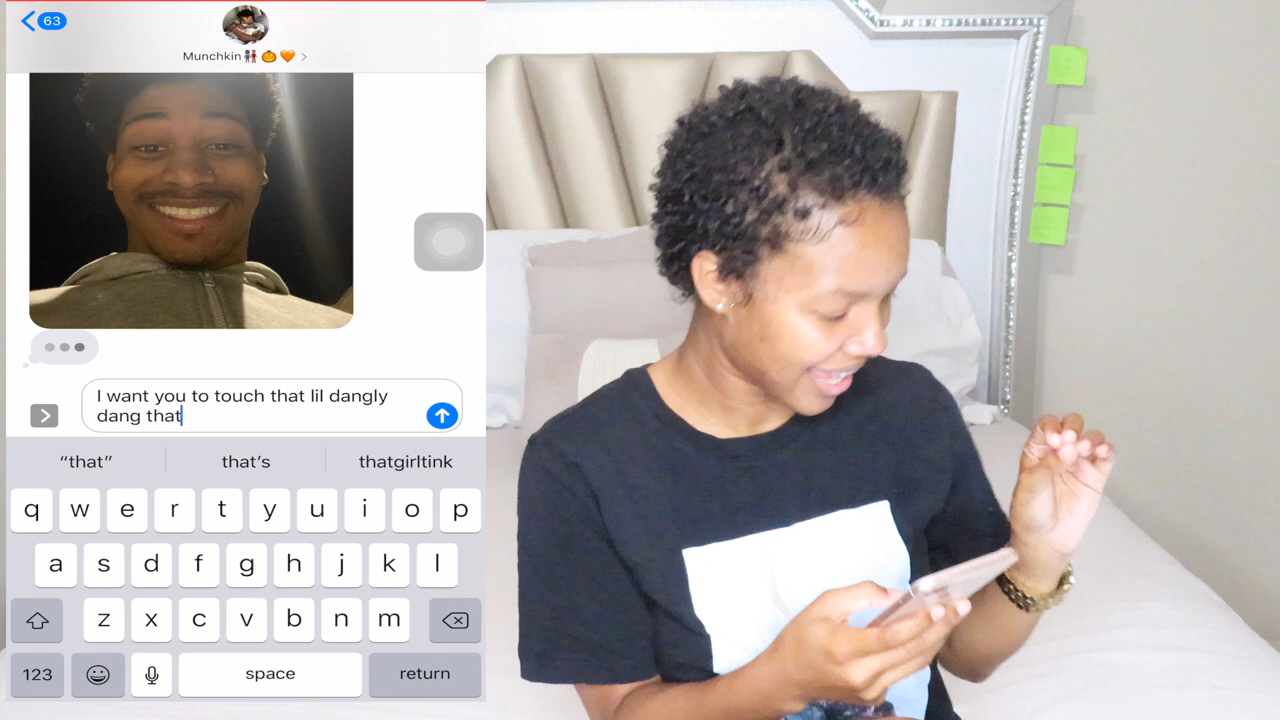 63
Munchkin👫🎃🧡 >
I want you to touch that lil dangly
dang that
“that” that's thatgirltink
q w e r t y u i o p
a s d f g h j k l
z x c v b n m
123 space return